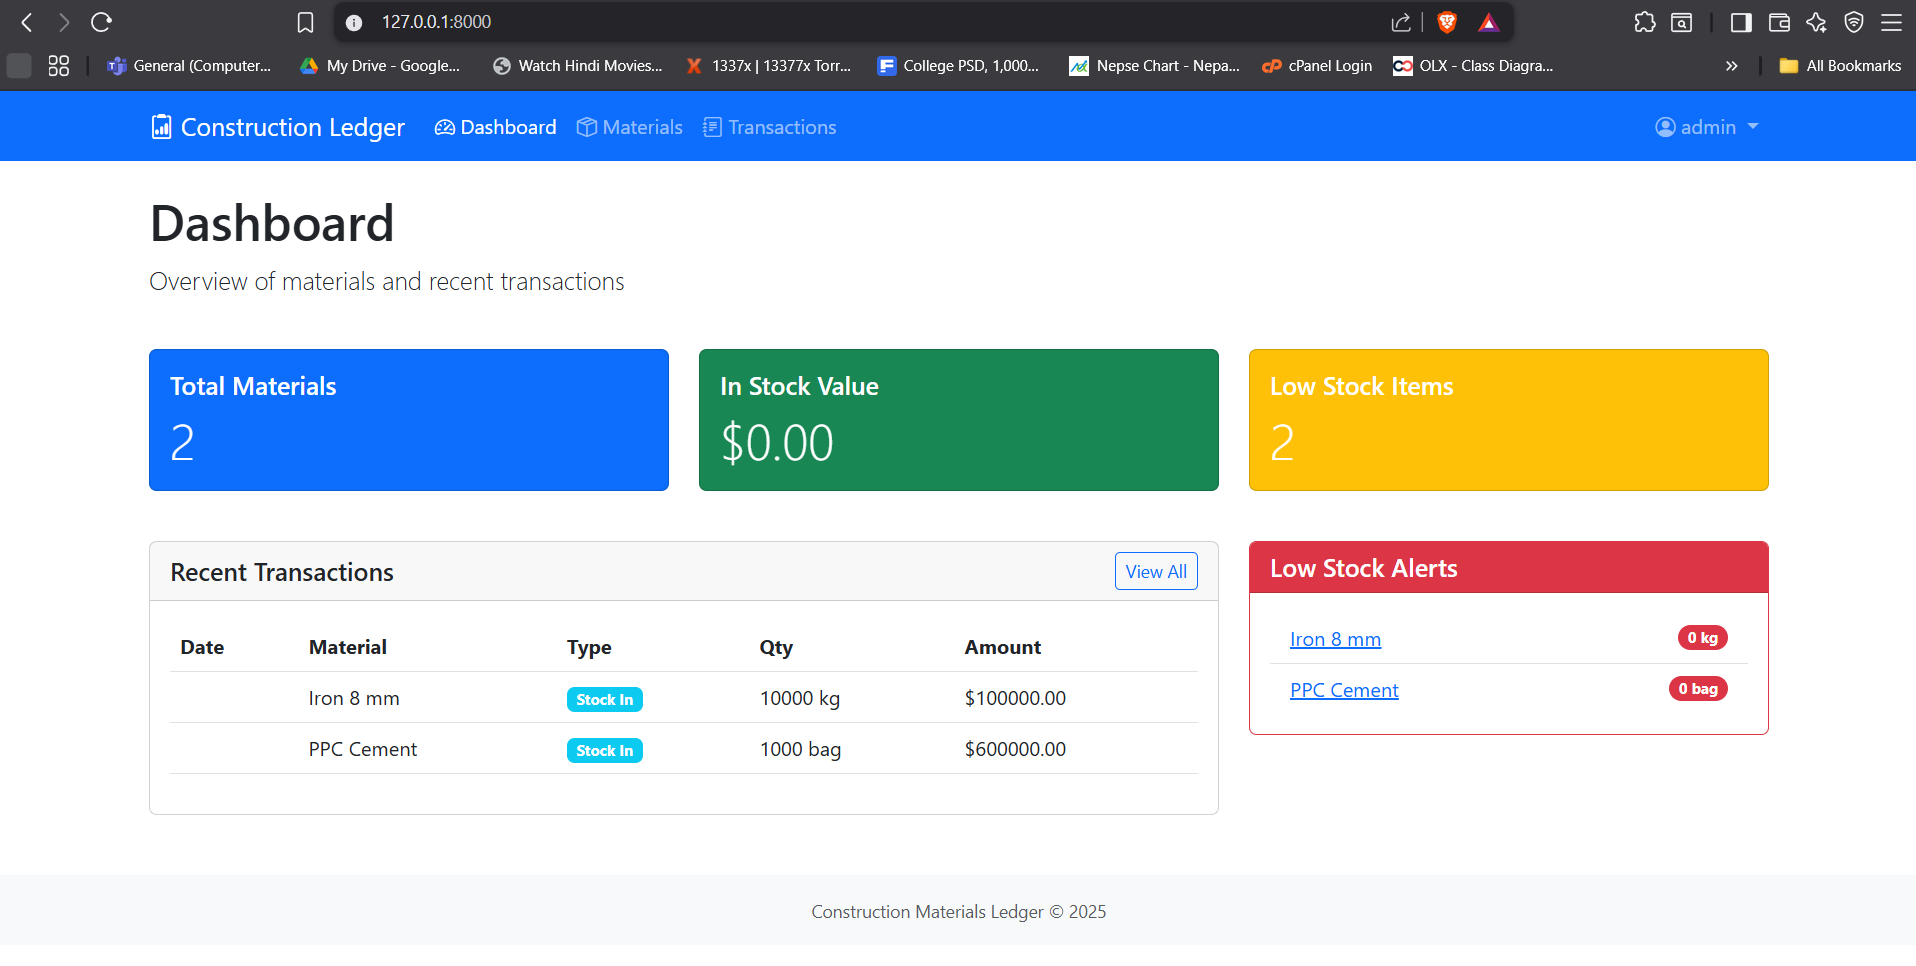 127.0.0.1:8000
General (Computer... My Drive - Google... Watch Hindi Movies... 1337x | 13377x Torr... College PSD, 1,000... Nepse Chart - Nepa... cPanel Login OLX - Class Diagra... » All Bookmarks
Construction Ledger Dashboard Materials Transactions admin
Dashboard
Overview of materials and recent transactions
Total Materials
2
In Stock Value
$0.00
Low Stock Items
2
Recent Transactions View All
Date Material Type Qty Amount
Iron 8 mm Stock In 10000 kg $100000.00
PPC Cement Stock In 1000 bag $600000.00
Low Stock Alerts
Iron 8 mm 0 kg
PPC Cement 0 bag
Construction Materials Ledger © 2025